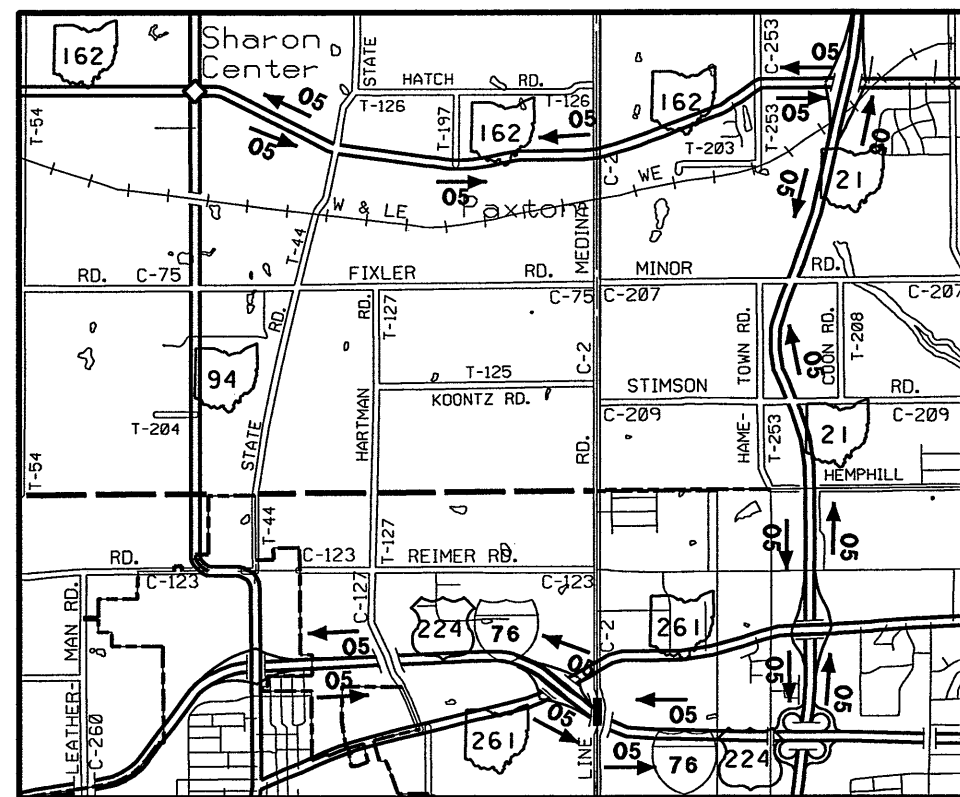 162
Sharon
Center
STATE
HATCH RD.
T-126
T-126
T-197
162
162
C-253
T-253
T-203
T-54
05
05
05
05
05
05
05
05
21
C-2
WE
W & LE
Paxton
MEDINA
T-44
RD. C-75
FIXLER RD.
C-75
MINOR RD.
C-207
C-207
RD.
RD.
T-127
HARTMAN
T-125
KOONTZ RD.
C-2
RD.
TOWN RD.
HAME-
COON RD.
T-208
05
STIMSON RD.
C-209
C-209
T-253
21
HEMPHILL
94
T-204
STATE
T-54
T-44
T-127
RD.
C-123
C-123
REIMER RD.
C-123
C-127
05
05
LEATHER-
MAN RD.
C-260
224
76
261
C-2
261
LINE
05
05
05
05
05
05
05
05
76
224